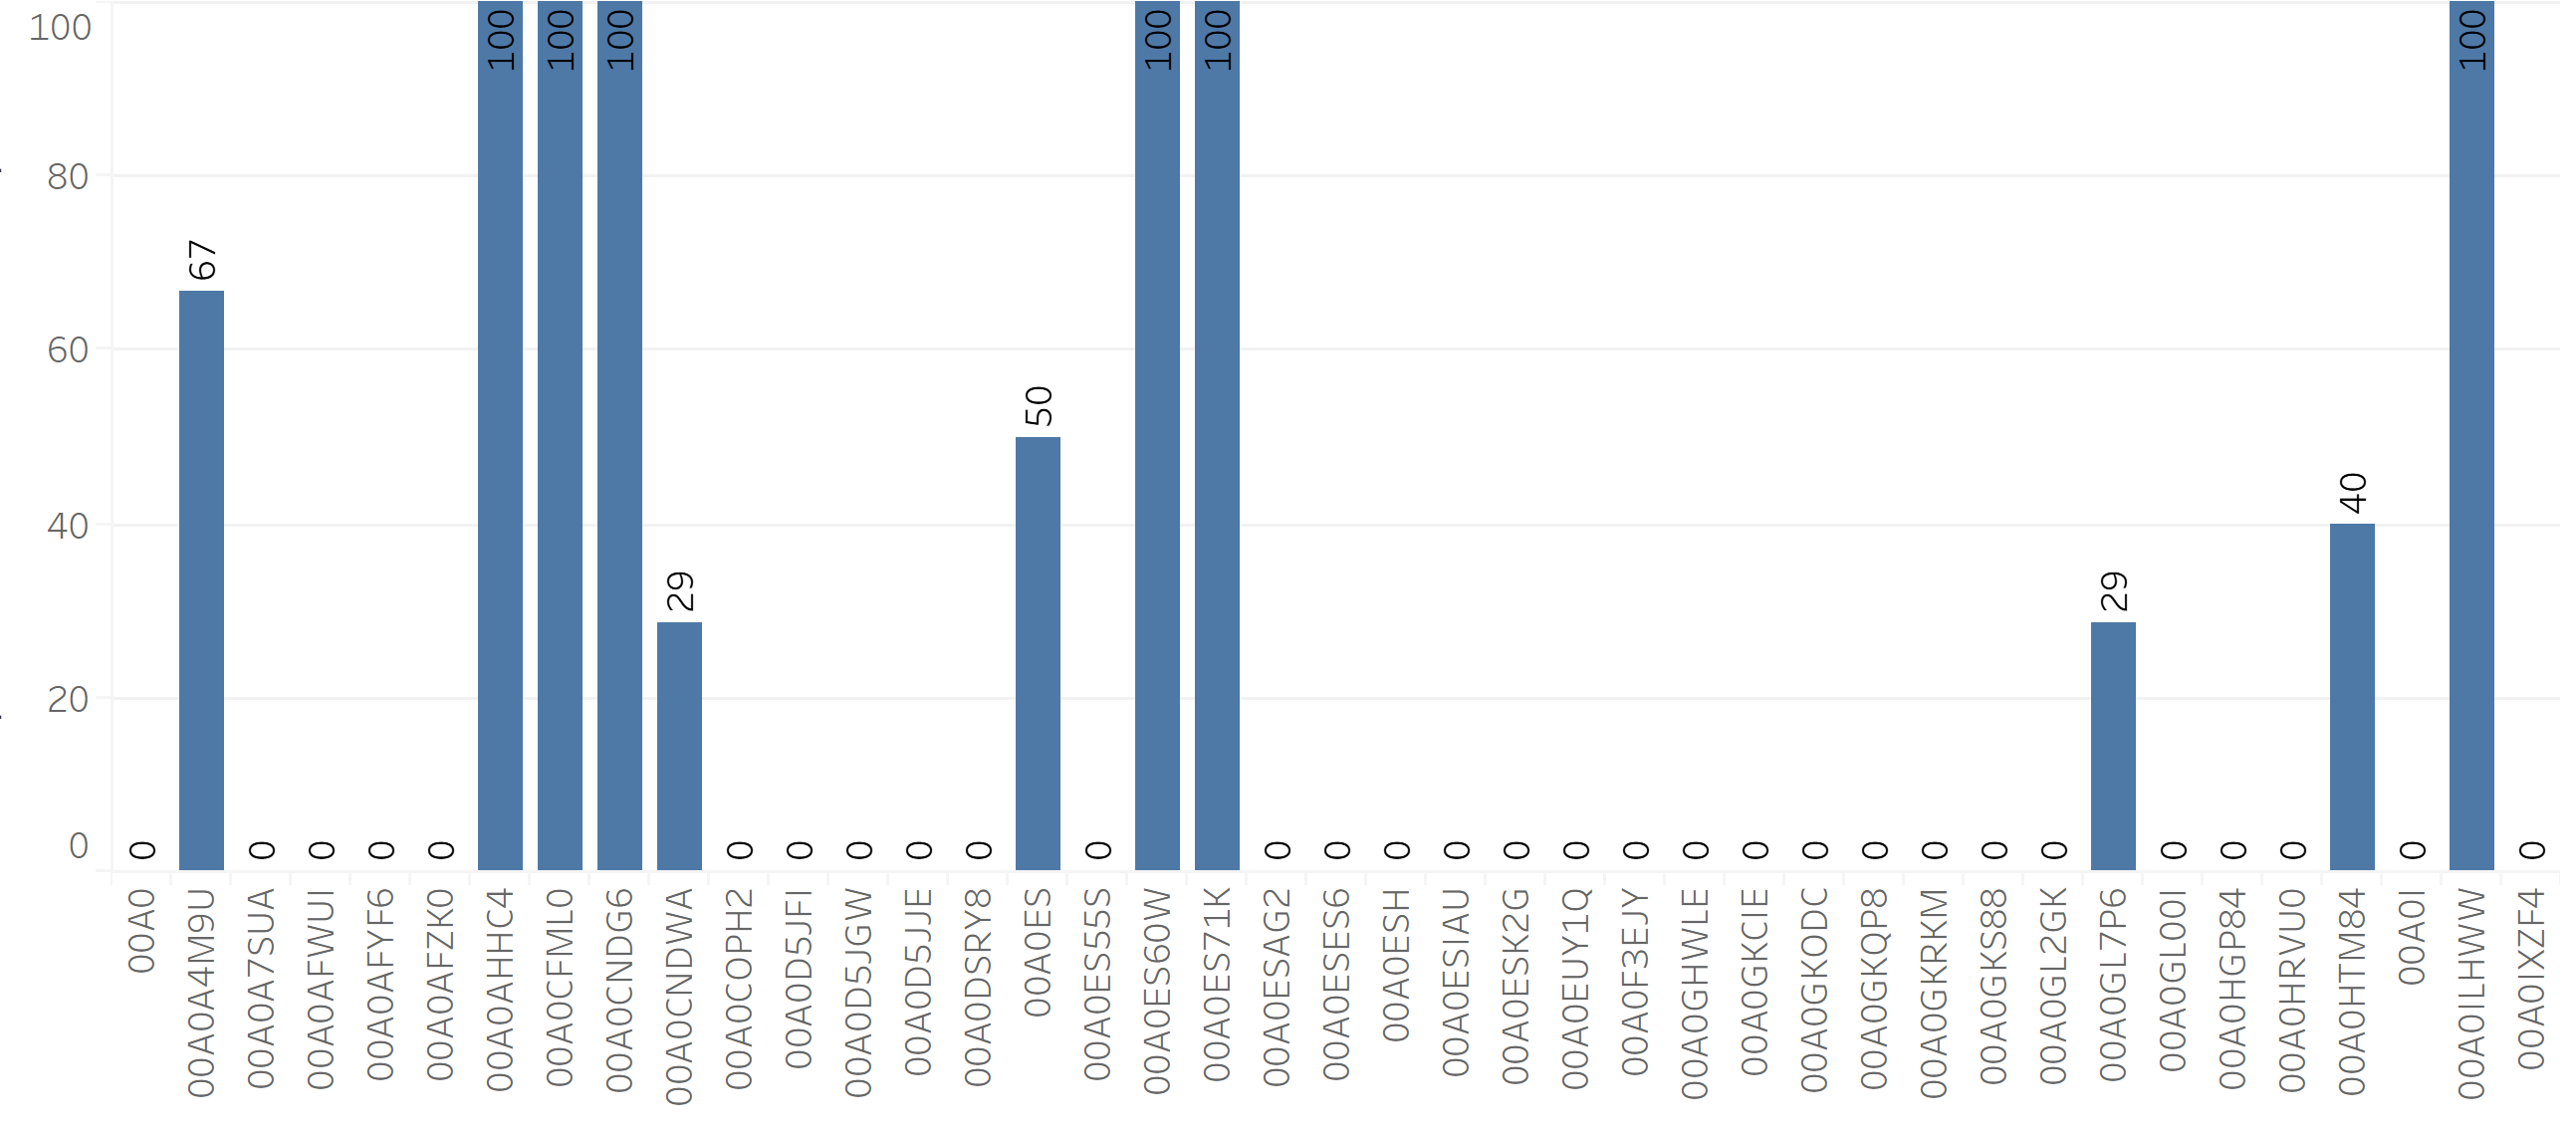 100
80
60
40
20
0
0
67
0
0
0
0
100
100
100
29
0
0
0
0
0
50
0
100
100
0
0
0
0
0
0
0
0
0
0
0
0
0
0
29
0
0
0
40
0
100
0
00A0
00A0A4M9U
00A0A7SUA
00A0AFWUI
00A0AFYF6
00A0AFZK0
00A0AHHC4
00A0CFML0
00A0CNDG6
00A0CNDWA
00A0COPH2
00A0D5JFI
00A0D5JGW
00A0D5JJE
00A0DSRY8
00A0ES
00A0ES55S
00A0ES60W
00A0ES71K
00A0ESAG2
00A0ESES6
00A0ESH
00A0ESIAU
00A0ESK2G
00A0EUY1Q
00A0F3EJY
00A0GHWLE
00A0GKCIE
00A0GKODC
00A0GKQP8
00A0GKRKM
00A0GKS88
00A0GL2GK
00A0GL7P6
00A0GL00I
00A0HGP84
00A0HRVU0
00A0HTM84
00A0I
00A0ILHWW
00A0IXZF4